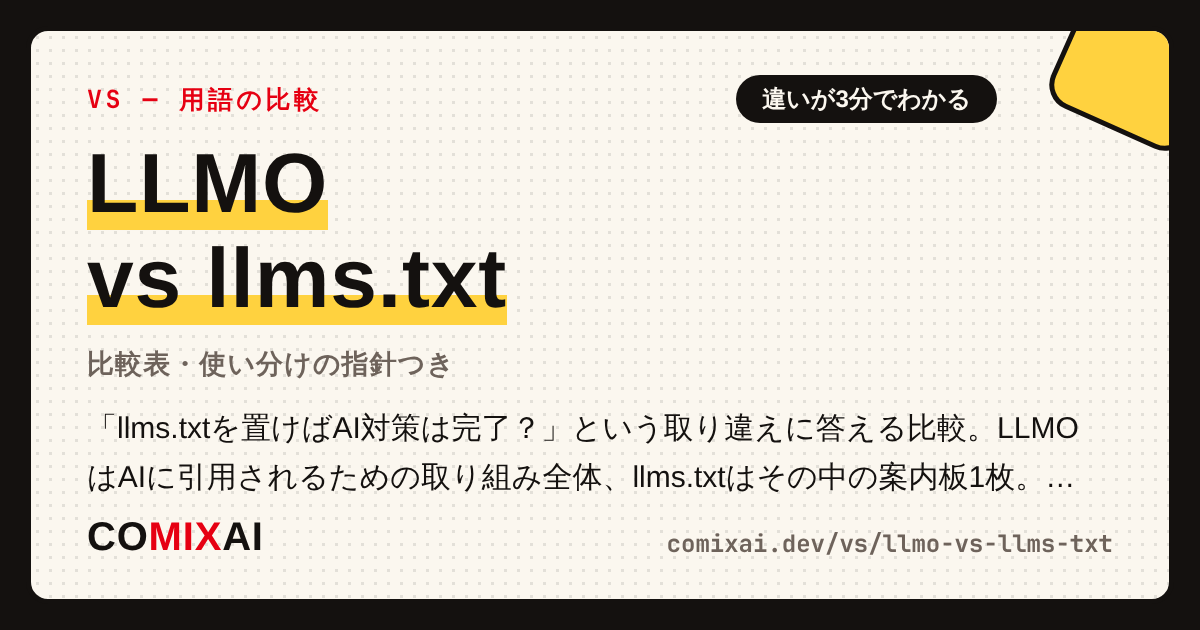 VS — 用語の比較
違いが3分でわかる
LLMO
vs llms.txt
比較表・使い分けの指針つき
「llms.txtを置けばAI対策は完了？」という取り違えに答える比較。LLMO
はAIに引用されるための取り組み全体、llms.txtはその中の案内板1枚。…
COMIXAI
comixai.dev/vs/llmo-vs-llms-txt